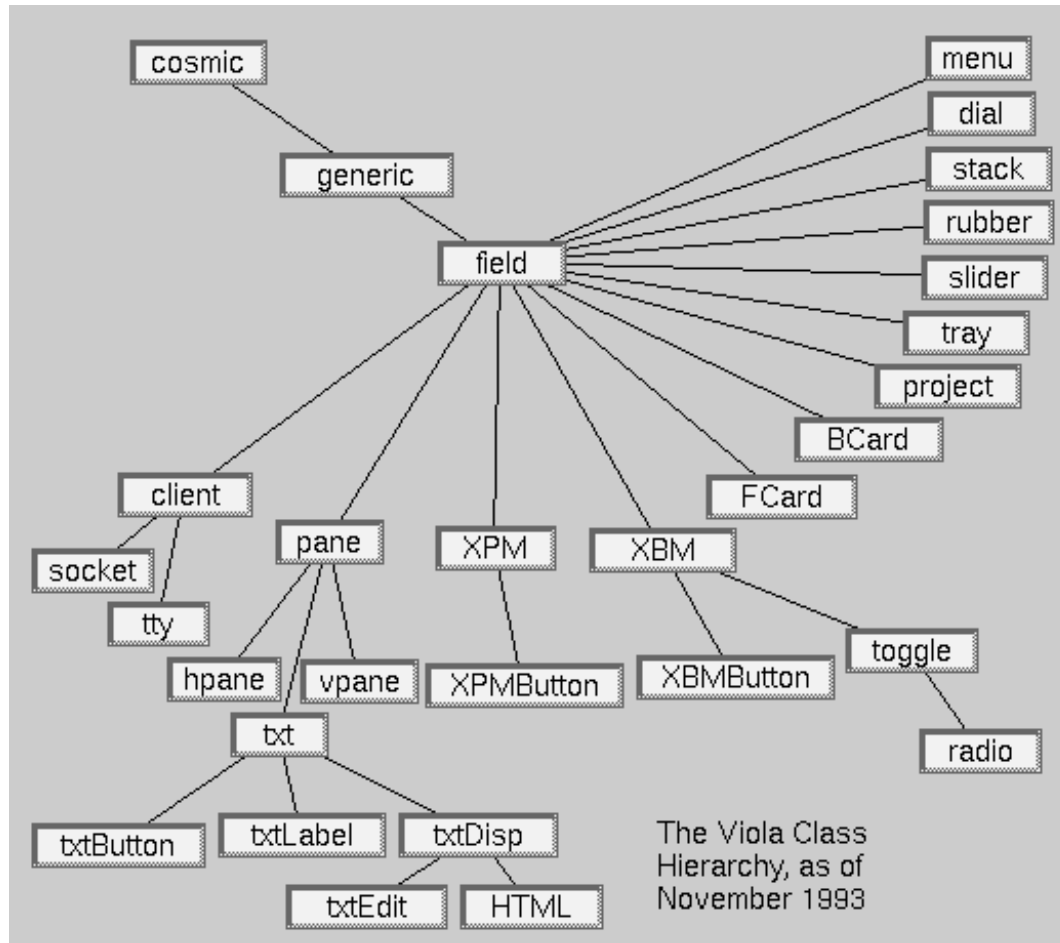 cosmic
menu
dial
generic
stack
rubber
field
slider
tray
project
BCard
client
FCard
pane
XPM
XBM
socket
tty
toggle
hpane
vpane
XPMButton
XBMButton
txt
radio
txtButton
txtLabel
txtDisp
txtEdit
HTML
The Viola Class
Hierarchy, as of
November 1993